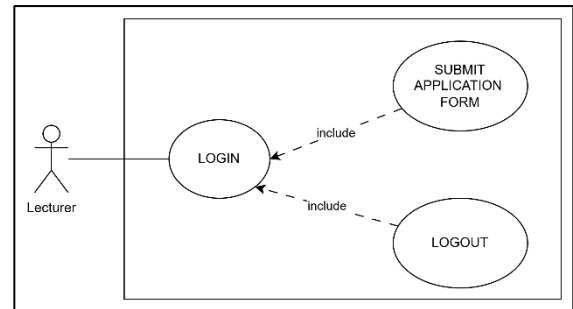 SUBMIT
APPLICATION
FORM
include
LOGIN
include
Lecturer
LOGOUT